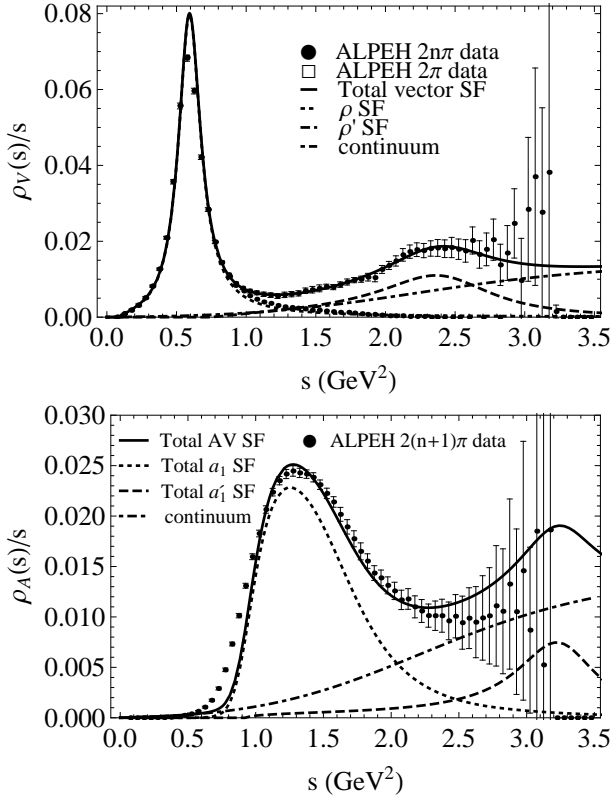 ρ_V(s)/s
0.08
0.06
0.04
0.02
0.00
● ALPEH 2nπ data
□ ALPEH 2π data
Total vector SF
ρ SF
ρ' SF
continuum
0.0 0.5 1.0 1.5 2.0 2.5 3.0 3.5
s (GeV²)
ρ_A(s)/s
0.030
0.025
0.020
0.015
0.010
0.005
0.000
Total AV SF ● ALPEH 2(n+1)π data
Total a₁ SF
Total a₁′ SF
continuum
0.0 0.5 1.0 1.5 2.0 2.5 3.0 3.5
s (GeV²)